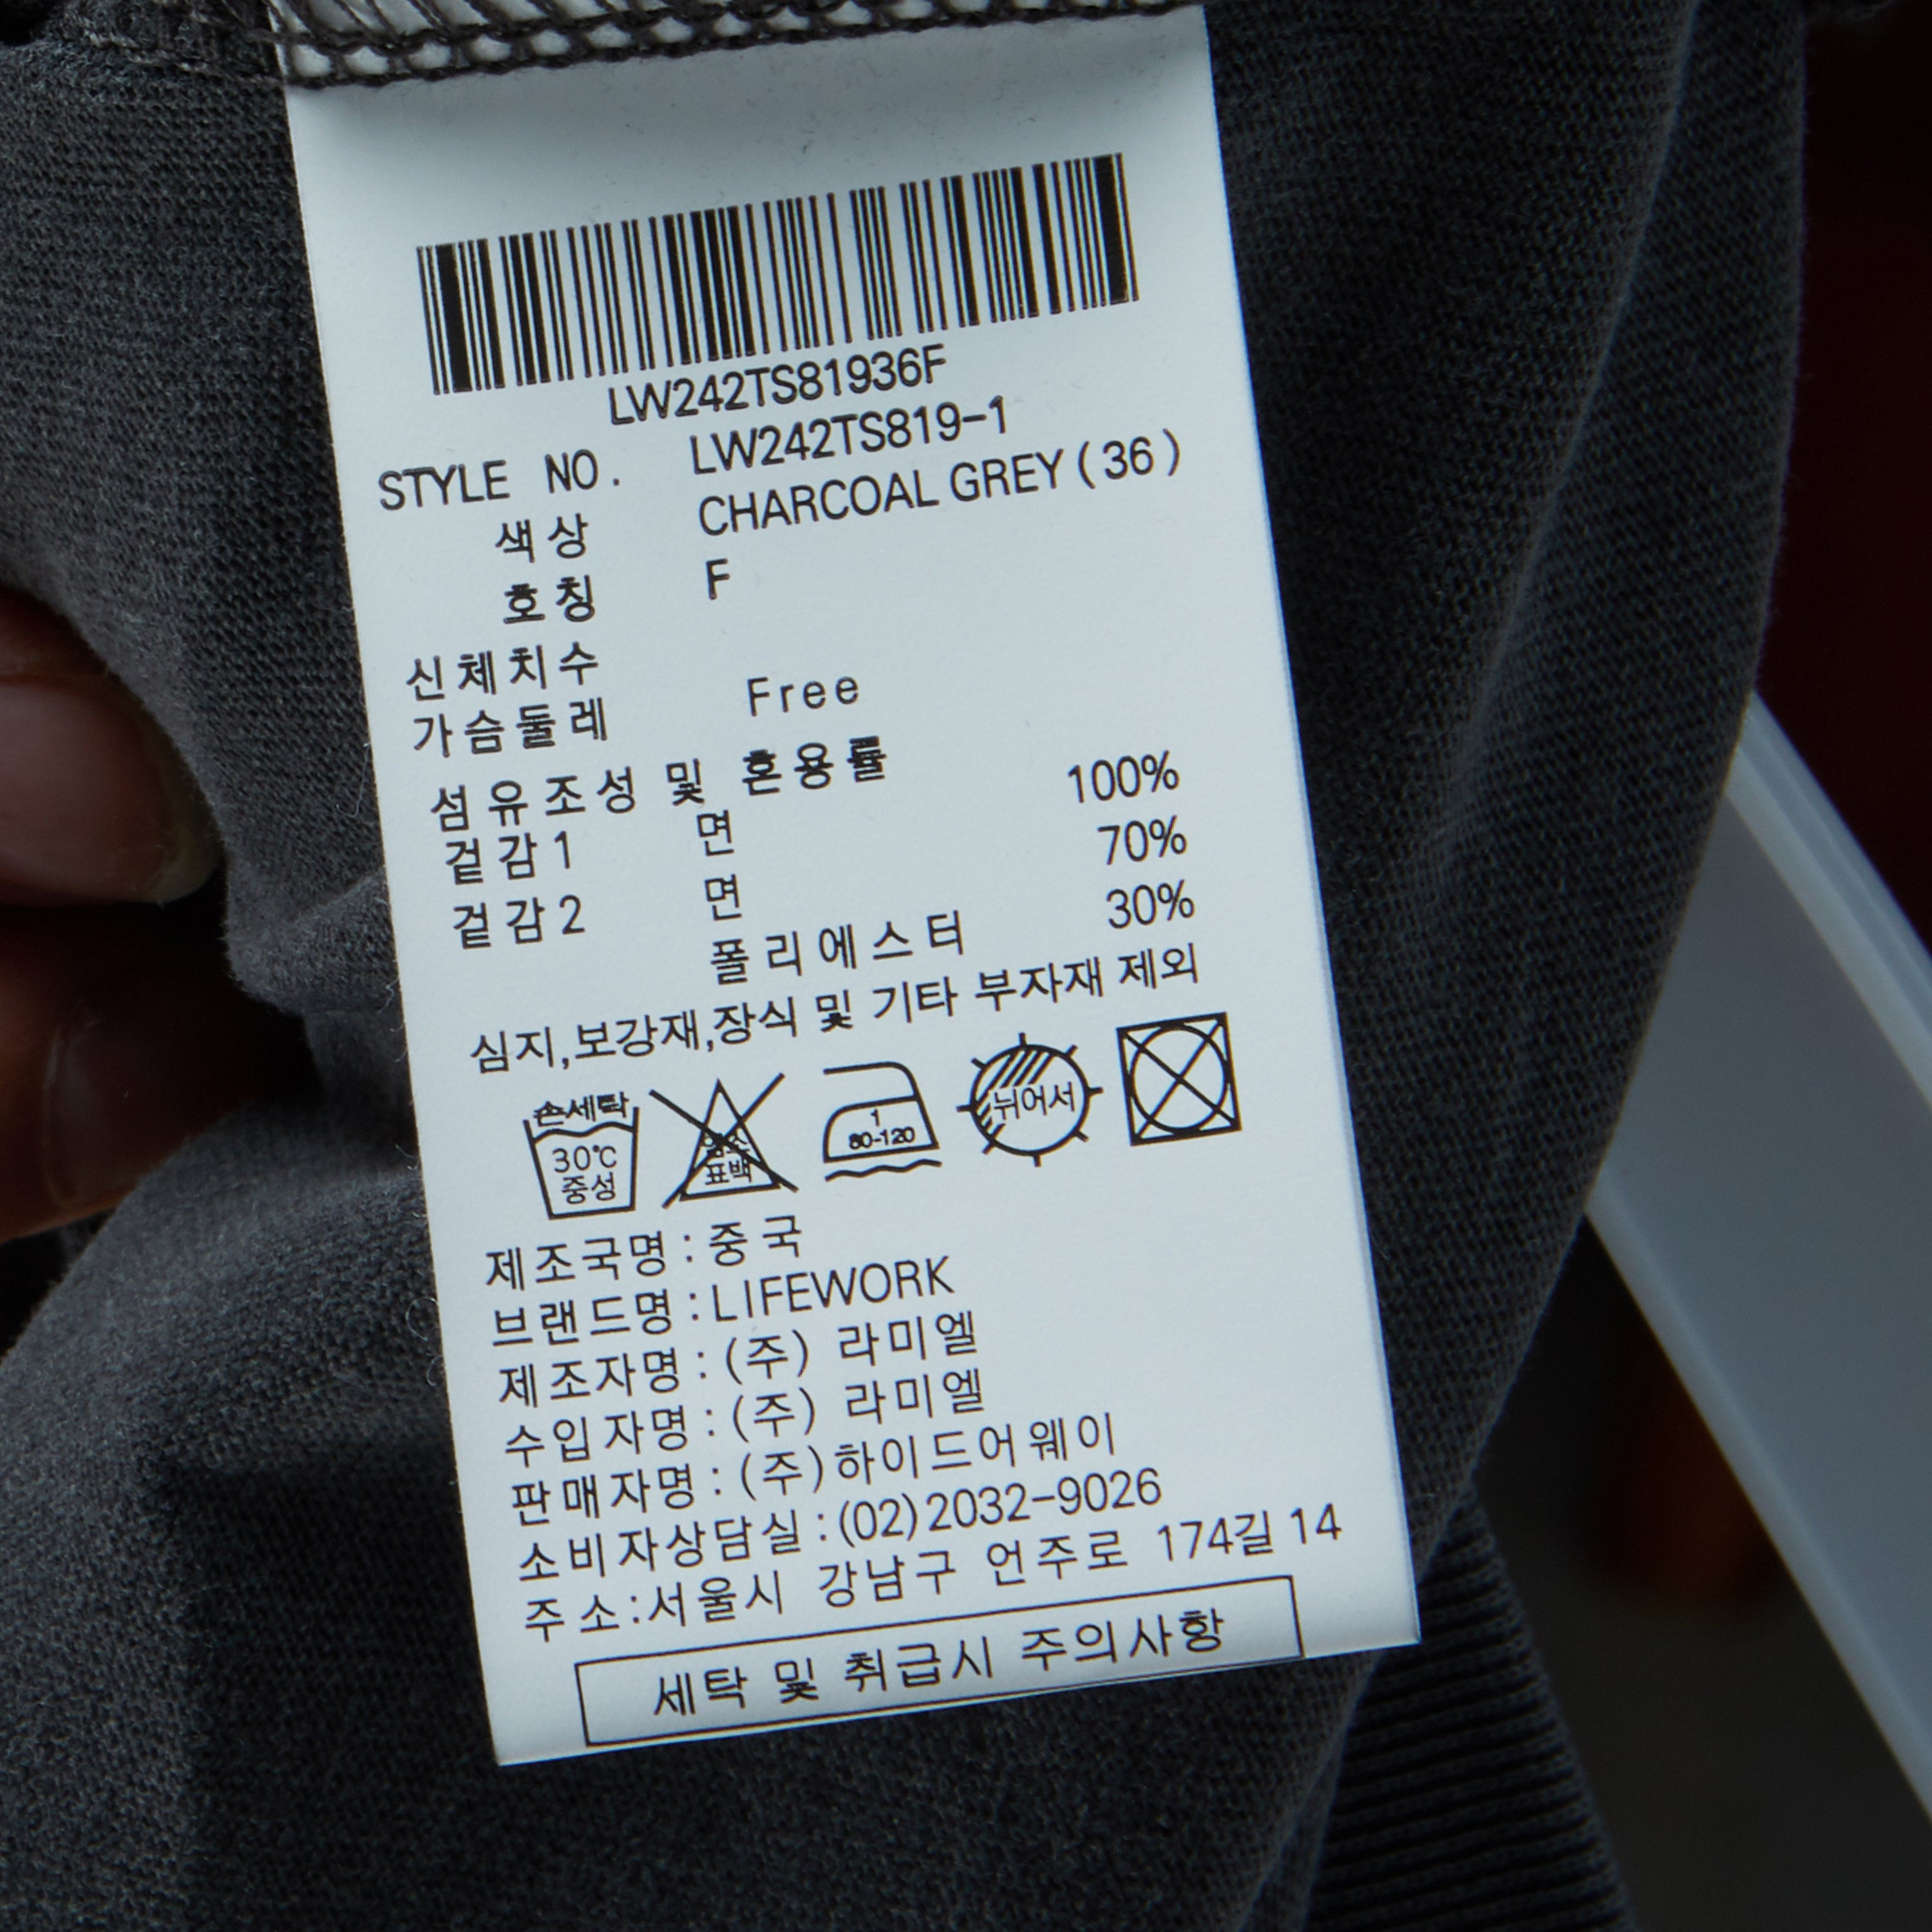 LW242TS81936F
STYLE NO. LW242TS819-1
색상 CHARCOAL GREY(36)
호칭 F
신체치수
가슴둘레 Free
섬유조성 및 혼용률
겉감1 면 100%
겉감2 면 70%
폴리에스터 30%
심지,보강재,장식 및 기타 부자재 제외
손세탁
30℃
중성
염소
표백
1
80-120
뉘어서
제조국명:중국
브랜드명:LIFEWORK
제조자명:(주) 라미엘
수입자명:(주) 라미엘
판매자명:(주)하이드어웨이
소비자상담실:(02)2032-9026
주소:서울시 강남구 언주로 174길 14
세탁 및 취급시 주의사항